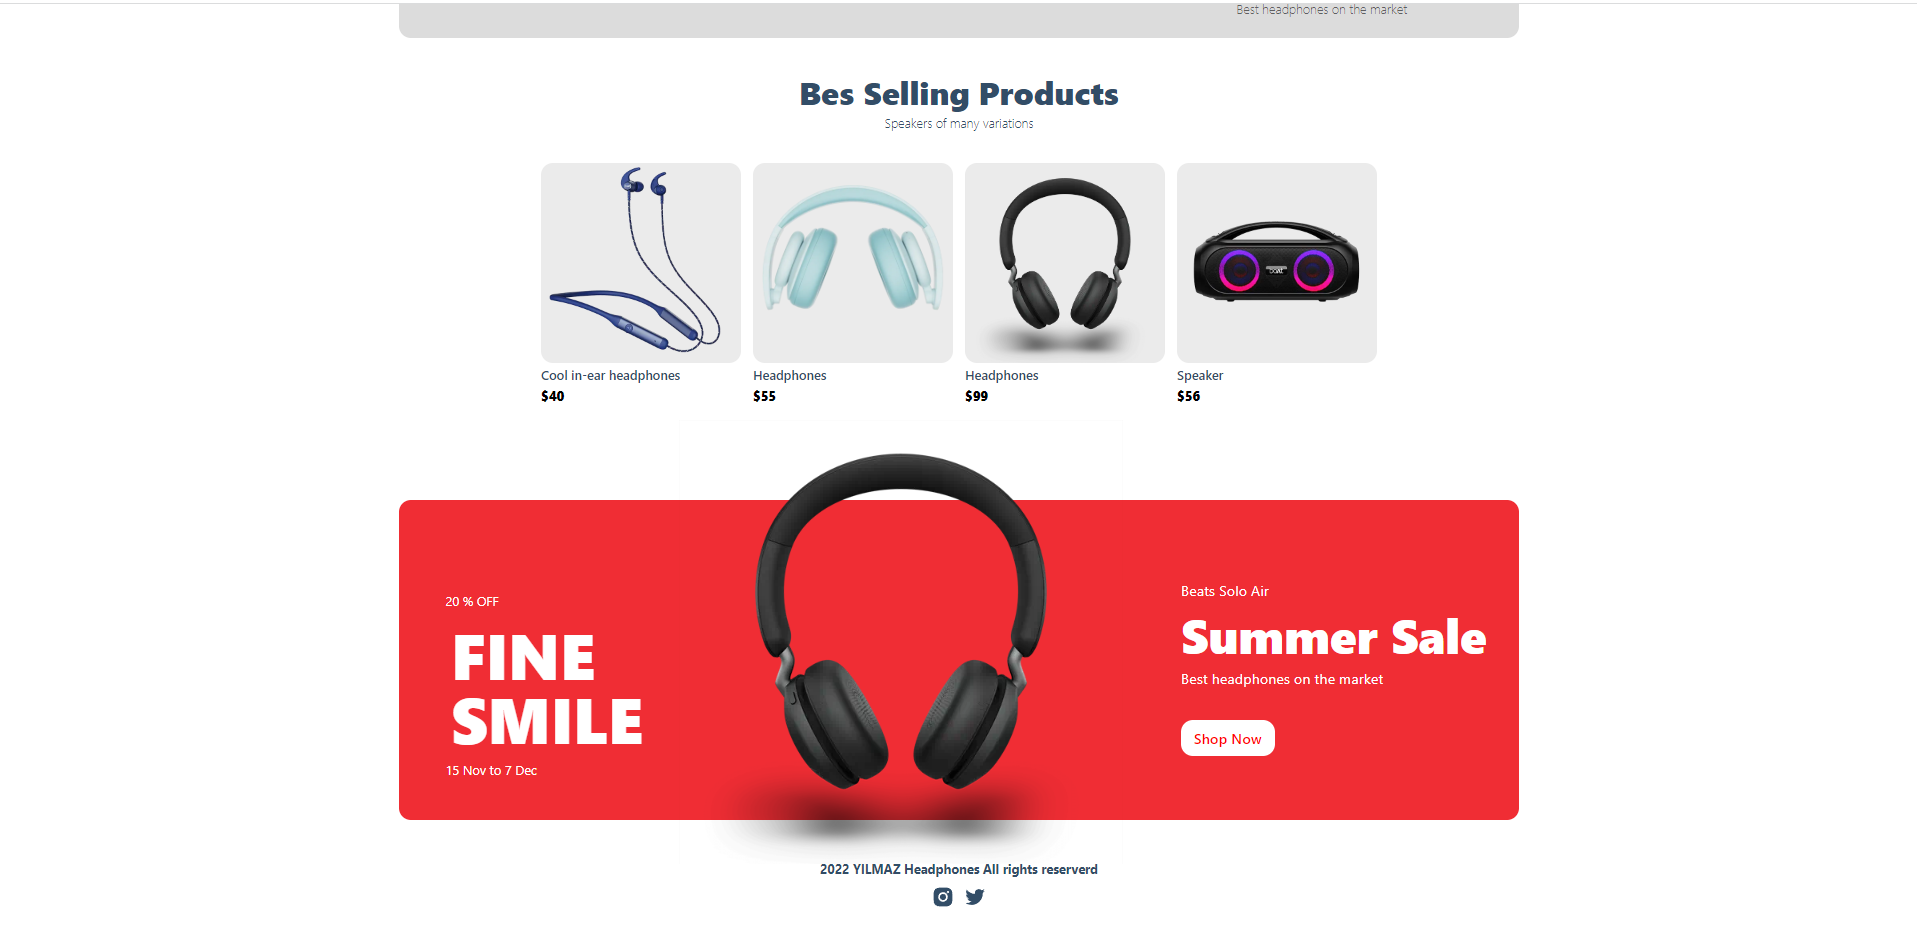 Best headphones on the market
Bes Selling Products
Speakers of many variations
Cool in-ear headphones
$40
Headphones
$55
Headphones
$99
Speaker
$56
20 % OFF
FINE
SMILE
15 Nov to 7 Dec
Beats Solo Air
Summer Sale
Best headphones on the market
Shop Now
2022 YILMAZ Headphones All rights reserverd